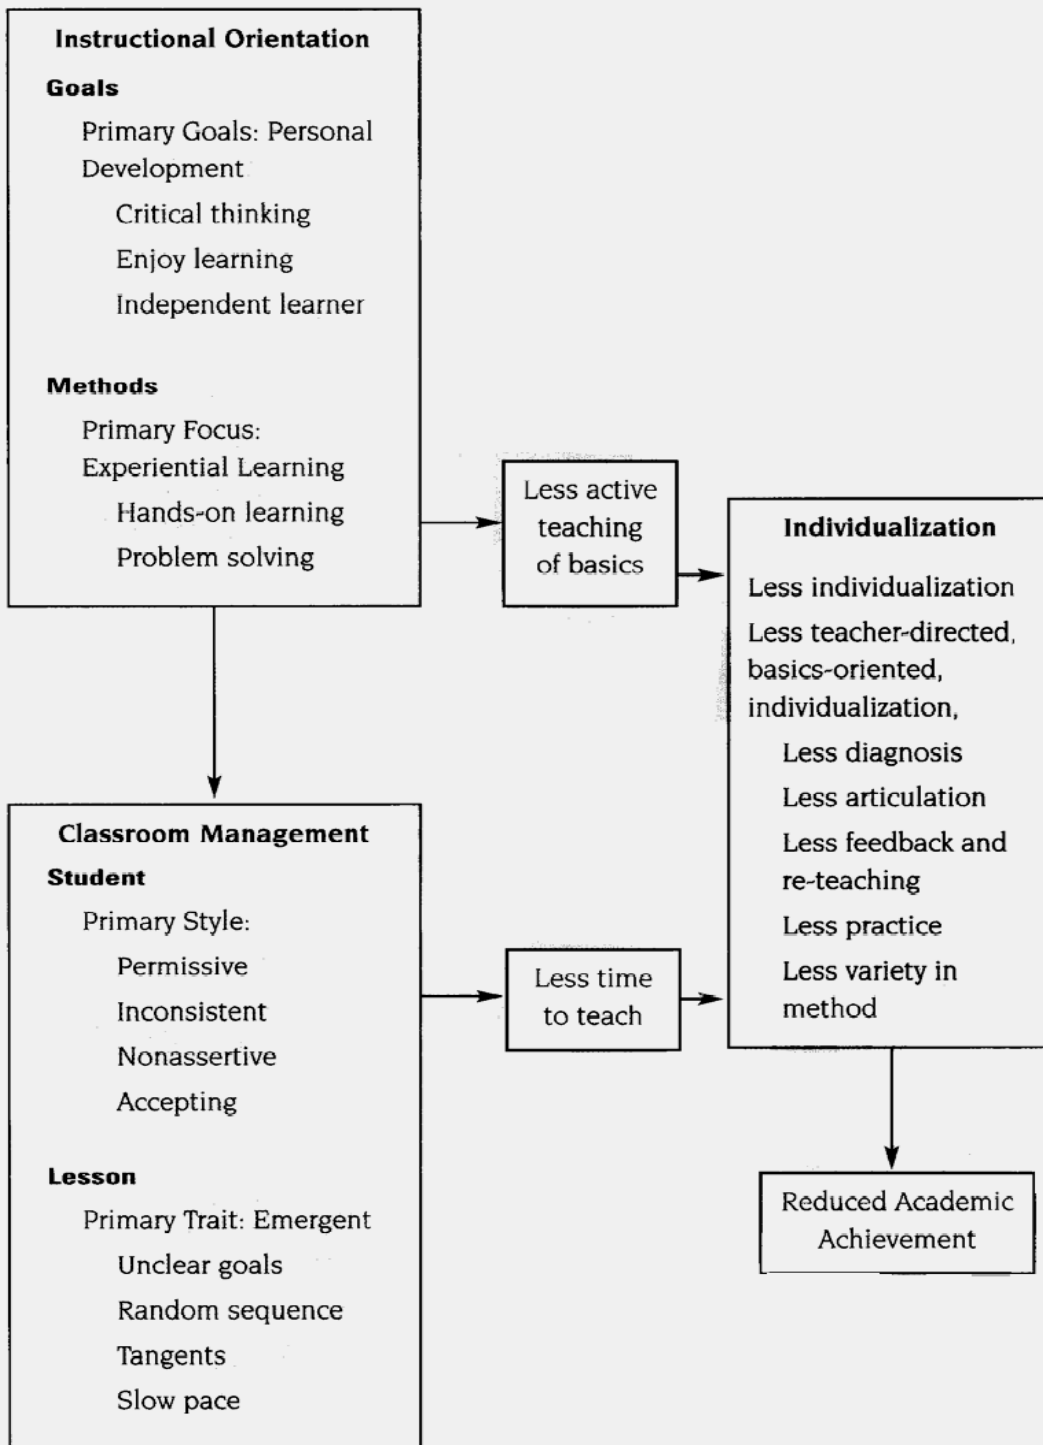 Instructional Orientation
Goals
Primary Goals: Personal
Development
Critical thinking
Enjoy learning
Independent learner
Methods
Primary Focus:
Experiential Learning
Hands-on learning
Problem solving
Less active
teaching
of basics
Individualization
Less individualization
Less teacher-directed,
basics-oriented,
individualization,
Less diagnosis
Less articulation
Less feedback and
re-teaching
Less practice
Less variety in
method
Classroom Management
Student
Primary Style:
Permissive
Inconsistent
Nonassertive
Accepting
Lesson
Primary Trait: Emergent
Unclear goals
Random sequence
Tangents
Slow pace
Less time
to teach
Reduced Academic
Achievement